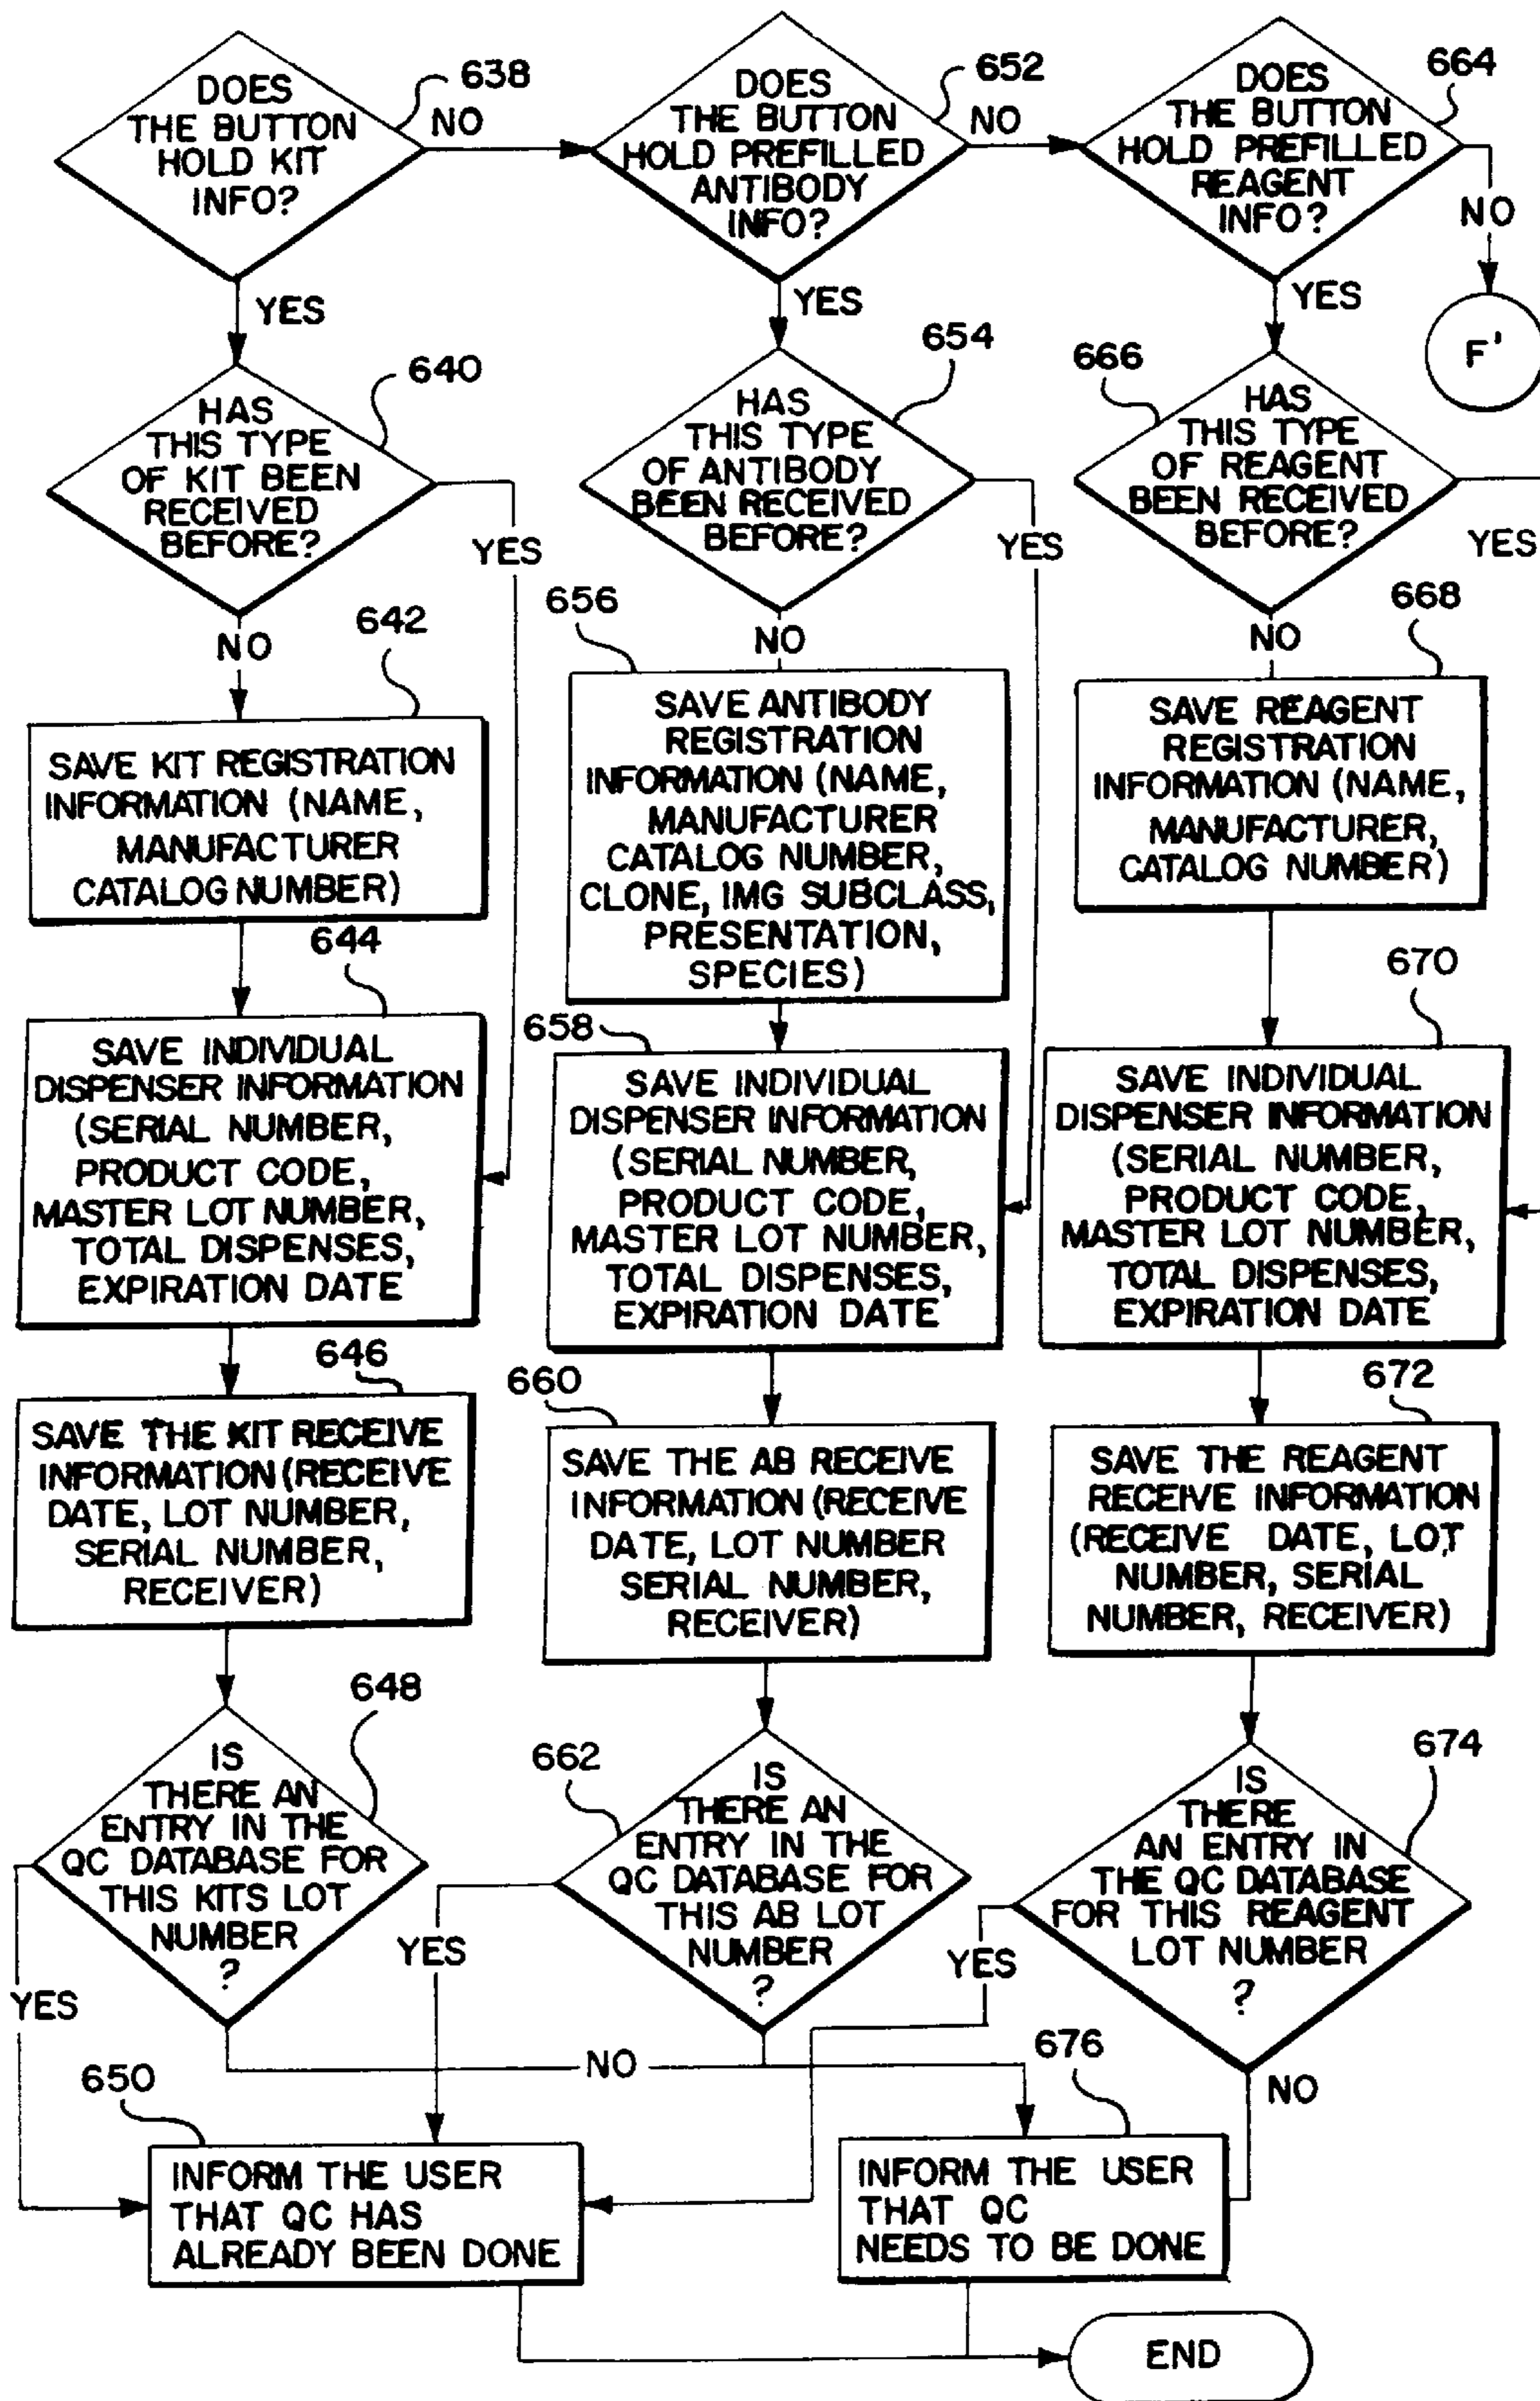 DOES
THE BUTTON
HOLD KIT
INFO?
638
NO
YES
HAS
THIS TYPE
OF KIT BEEN
RECEIVED
BEFORE?
640
YES
NO
642
SAVE KIT REGISTRATION
INFORMATION (NAME,
MANUFACTURER
CATALOG NUMBER)
644
SAVE INDIVIDUAL
DISPENSER INFORMATION
(SERIAL NUMBER,
PRODUCT CODE,
MASTER LOT NUMBER,
TOTAL DISPENSES,
EXPIRATION DATE
646
SAVE THE KIT RECEIVE
INFORMATION (RECEIVE
DATE, LOT NUMBER,
SERIAL NUMBER,
RECEIVER)
648
IS
THERE AN
ENTRY IN THE
QC DATABASE FOR
THIS KITS LOT
NUMBER
?
YES
NO
650
INFORM THE USER
THAT QC HAS
ALREADY BEEN DONE
DOES
THE BUTTON
HOLD PREFILLED
ANTIBODY
INFO?
652
NO
YES
654
HAS
THIS TYPE
OF ANTIBODY
BEEN RECEIVED
BEFORE?
YES
NO
656
SAVE ANTIBODY
REGISTRATION
INFORMATION (NAME,
MANUFACTURER
CATALOG NUMBER,
CLONE, IMG SUBCLASS,
PRESENTATION,
SPECIES)
658
SAVE INDIVIDUAL
DISPENSER INFORMATION
(SERIAL NUMBER,
PRODUCT CODE,
MASTER LOT NUMBER,
TOTAL DISPENSES,
EXPIRATION DATE
660
SAVE THE AB RECEIVE
INFORMATION (RECEIVE
DATE, LOT NUMBER
SERIAL NUMBER,
RECEIVER)
662
IS
THERE AN
ENTRY IN THE
QC DATABASE FOR
THIS AB LOT
NUMBER
?
YES
DOES
THE BUTTON
HOLD PREFILLED
REAGENT
INFO?
664
NO
F'
YES
666
HAS
THIS TYPE
OF REAGENT
BEEN RECEIVED
BEFORE?
YES
NO
668
SAVE REAGENT
REGISTRATION
INFORMATION (NAME,
MANUFACTURER,
CATALOG NUMBER)
670
SAVE INDIVIDUAL
DISPENSER INFORMATION
(SERIAL NUMBER,
PRODUCT CODE,
MASTER LOT NUMBER,
TOTAL DISPENSES,
EXPIRATION DATE
672
SAVE THE REAGENT
RECEIVE INFORMATION
(RECEIVE DATE, LOT
NUMBER, SERIAL
NUMBER, RECEIVER)
674
IS
THERE
AN ENTRY IN
THE QC DATABASE
FOR THIS REAGENT
LOT NUMBER
?
YES
NO
676
INFORM THE USER
THAT QC
NEEDS TO BE DONE
END